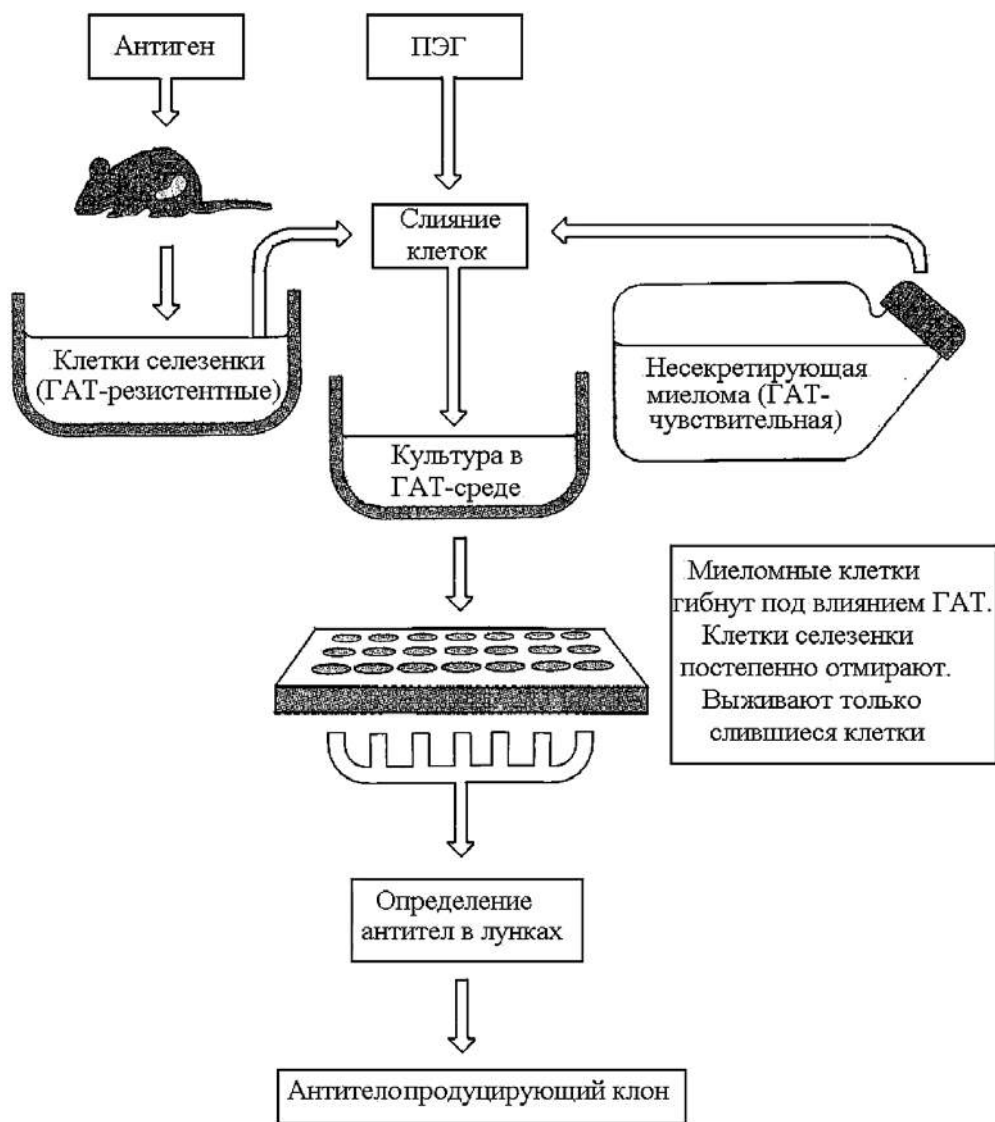 Антиген
ПЭГ
Слияние
клеток
Клетки селезенки
(ГАТ-резистентные)
Несекретирующая
миелома (ГАТ-
чувствительная)
Культура в
ГАТ-среде
Миеломные клетки
гибнут под влиянием ГАТ.
Клетки селезенки
постепенно отмирают.
Выживают только
слившиеся клетки
Определение
антител в лунках
Антителопродуцирующий клон